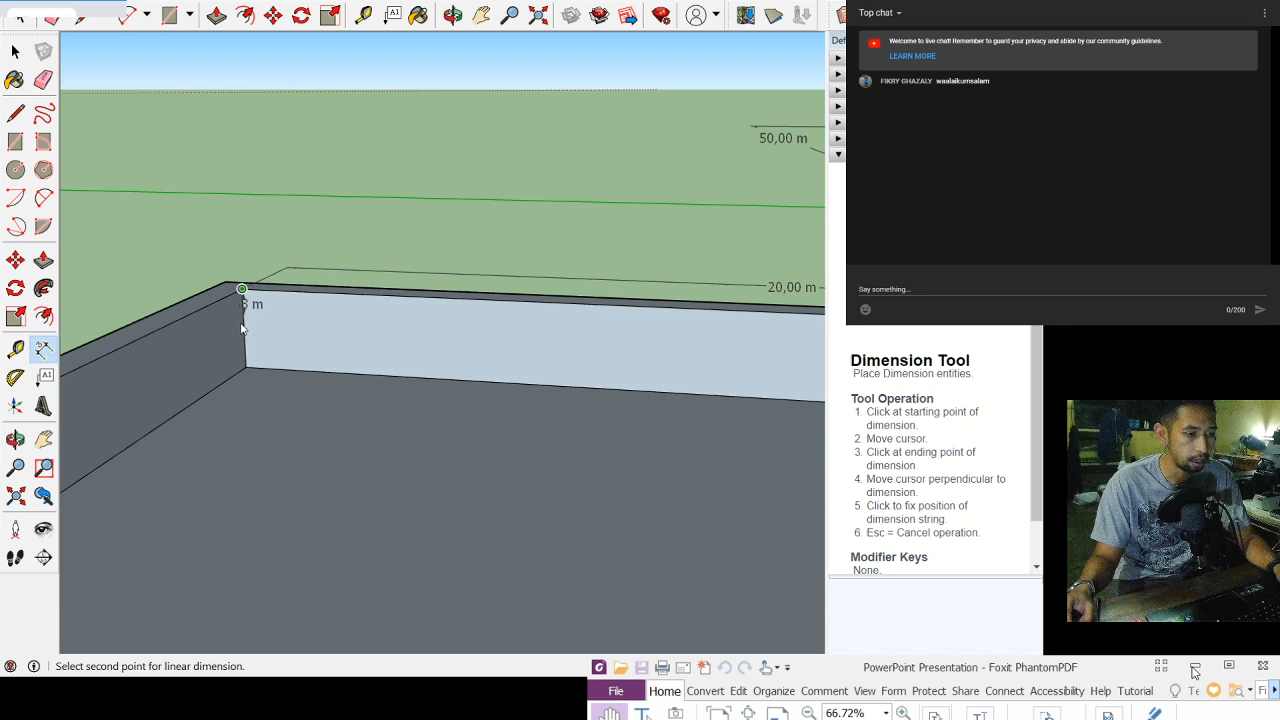 Top chat
Welcome to live chat! Remember to guard your privacy and abide by our community guidelines.
LEARN MORE
FIKRY GHAZALY waalaikumsalam
Say something...
0/200
A1
Def
50,00 m
20,00 m
3 m
A1
Dimension Tool
Place Dimension entities.
Tool Operation
1. Click at starting point of
dimension.
2. Move cursor.
3. Click at ending point of
dimension.
4. Move cursor perpendicular to
dimension.
5. Click to fix position of
dimension string.
6. Esc = Cancel operation.
Modifier Keys
None.
Select second point for linear dimension.
PowerPoint Presentation - Foxit PhantomPDF
File Home Convert Edit Organize Comment View Form Protect Share Connect Accessibility Help Tutorial Te Fi
66.72%